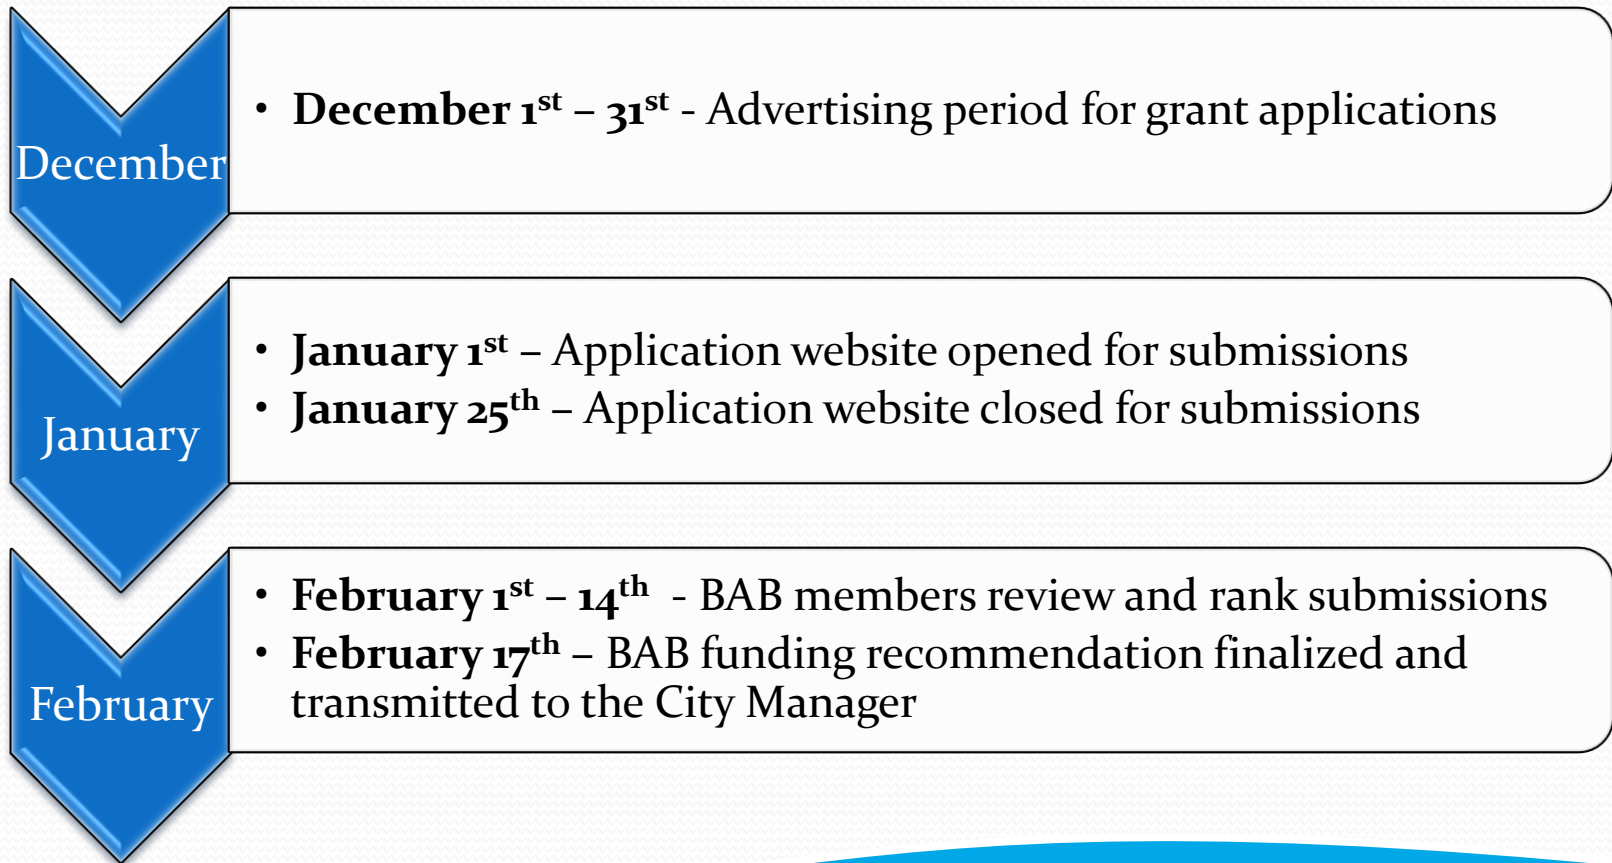 December
• December 1st – 31st - Advertising period for grant applications
January
• January 1st – Application website opened for submissions
• January 25th – Application website closed for submissions
February
• February 1st – 14th - BAB members review and rank submissions
• February 17th – BAB funding recommendation finalized and
transmitted to the City Manager